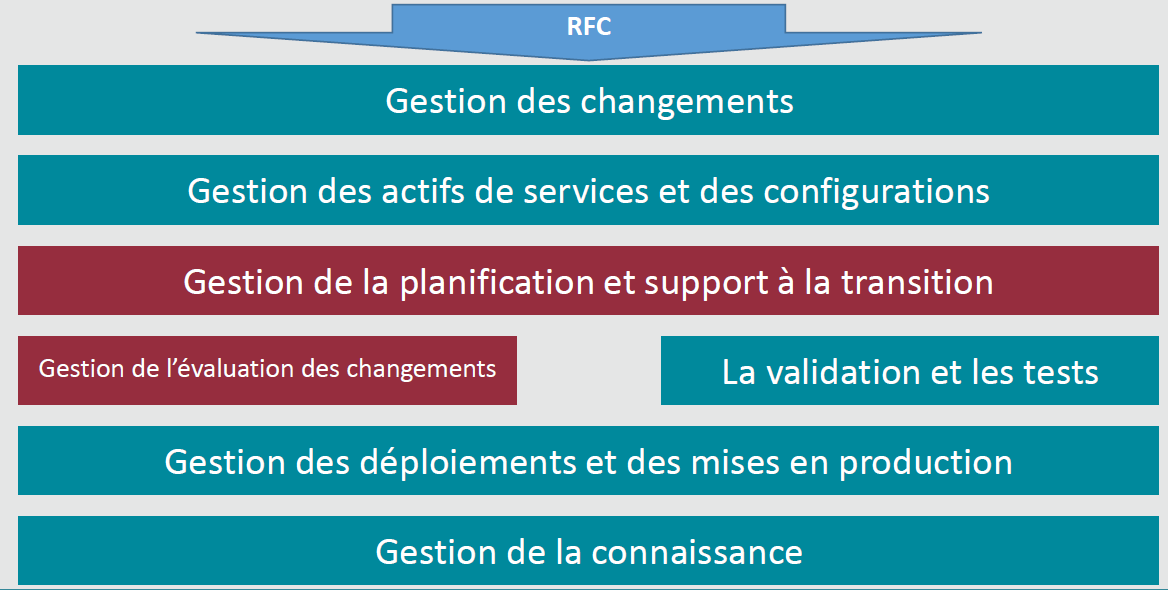 RFC
Gestion des changements
Gestion des actifs de services et des configurations
Gestion de la planification et support à la transition
Gestion de l’évaluation des changements
La validation et les tests
Gestion des déploiements et des mises en production
Gestion de la connaissance